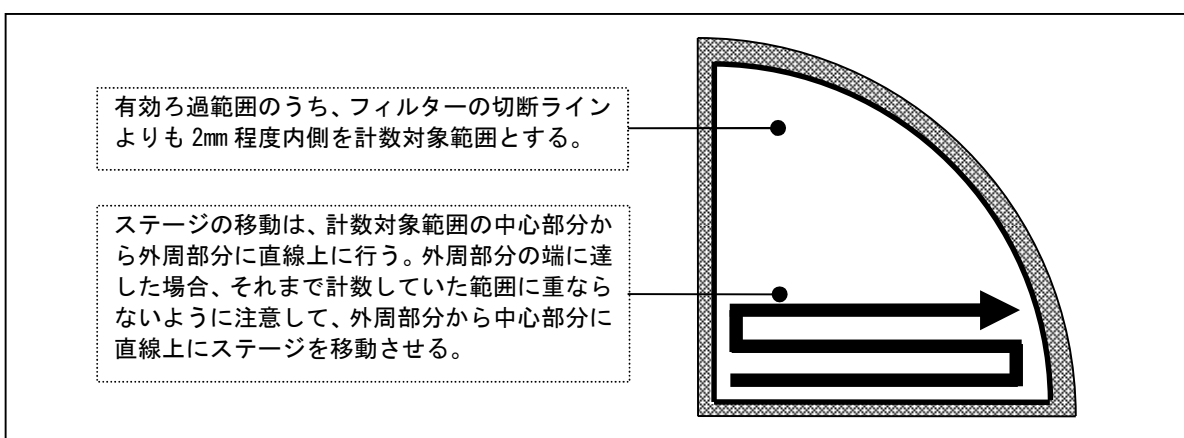 有効ろ過範囲のうち、フィルターの切断ライン
よりも 2mm 程度内側を計数対象範囲とする。
ステージの移動は、計数対象範囲の中心部分か
ら外周部分に直線上に行う。外周部分の端に達
した場合、それまで計数していた範囲に重なら
ないように注意して、外周部分から中心部分に
直線上にステージを移動させる。